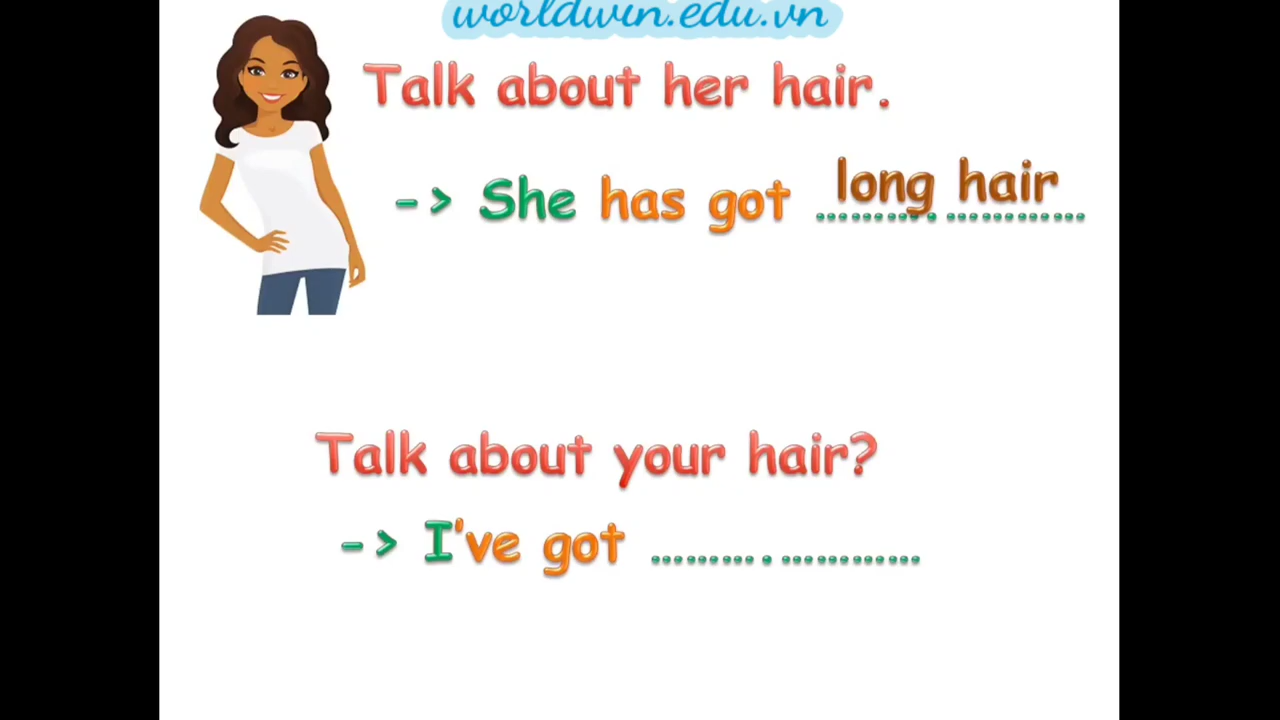 worldwin.edu.vn
Talk about her hair.
-> She has got long hair
Talk about your hair?
-> I've got ......... . ...........